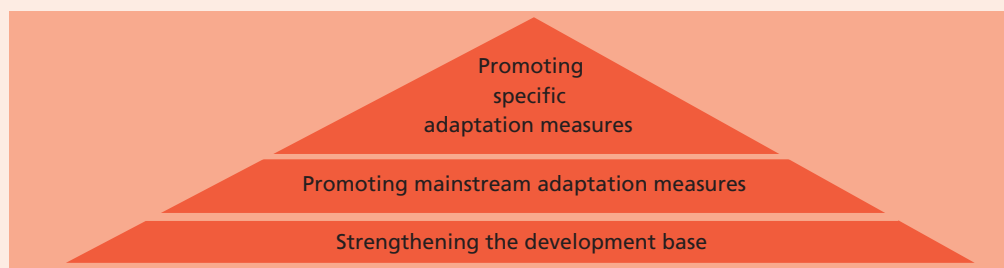 Promoting
specific
adaptation measures
Promoting mainstream adaptation measures
Strengthening the development base